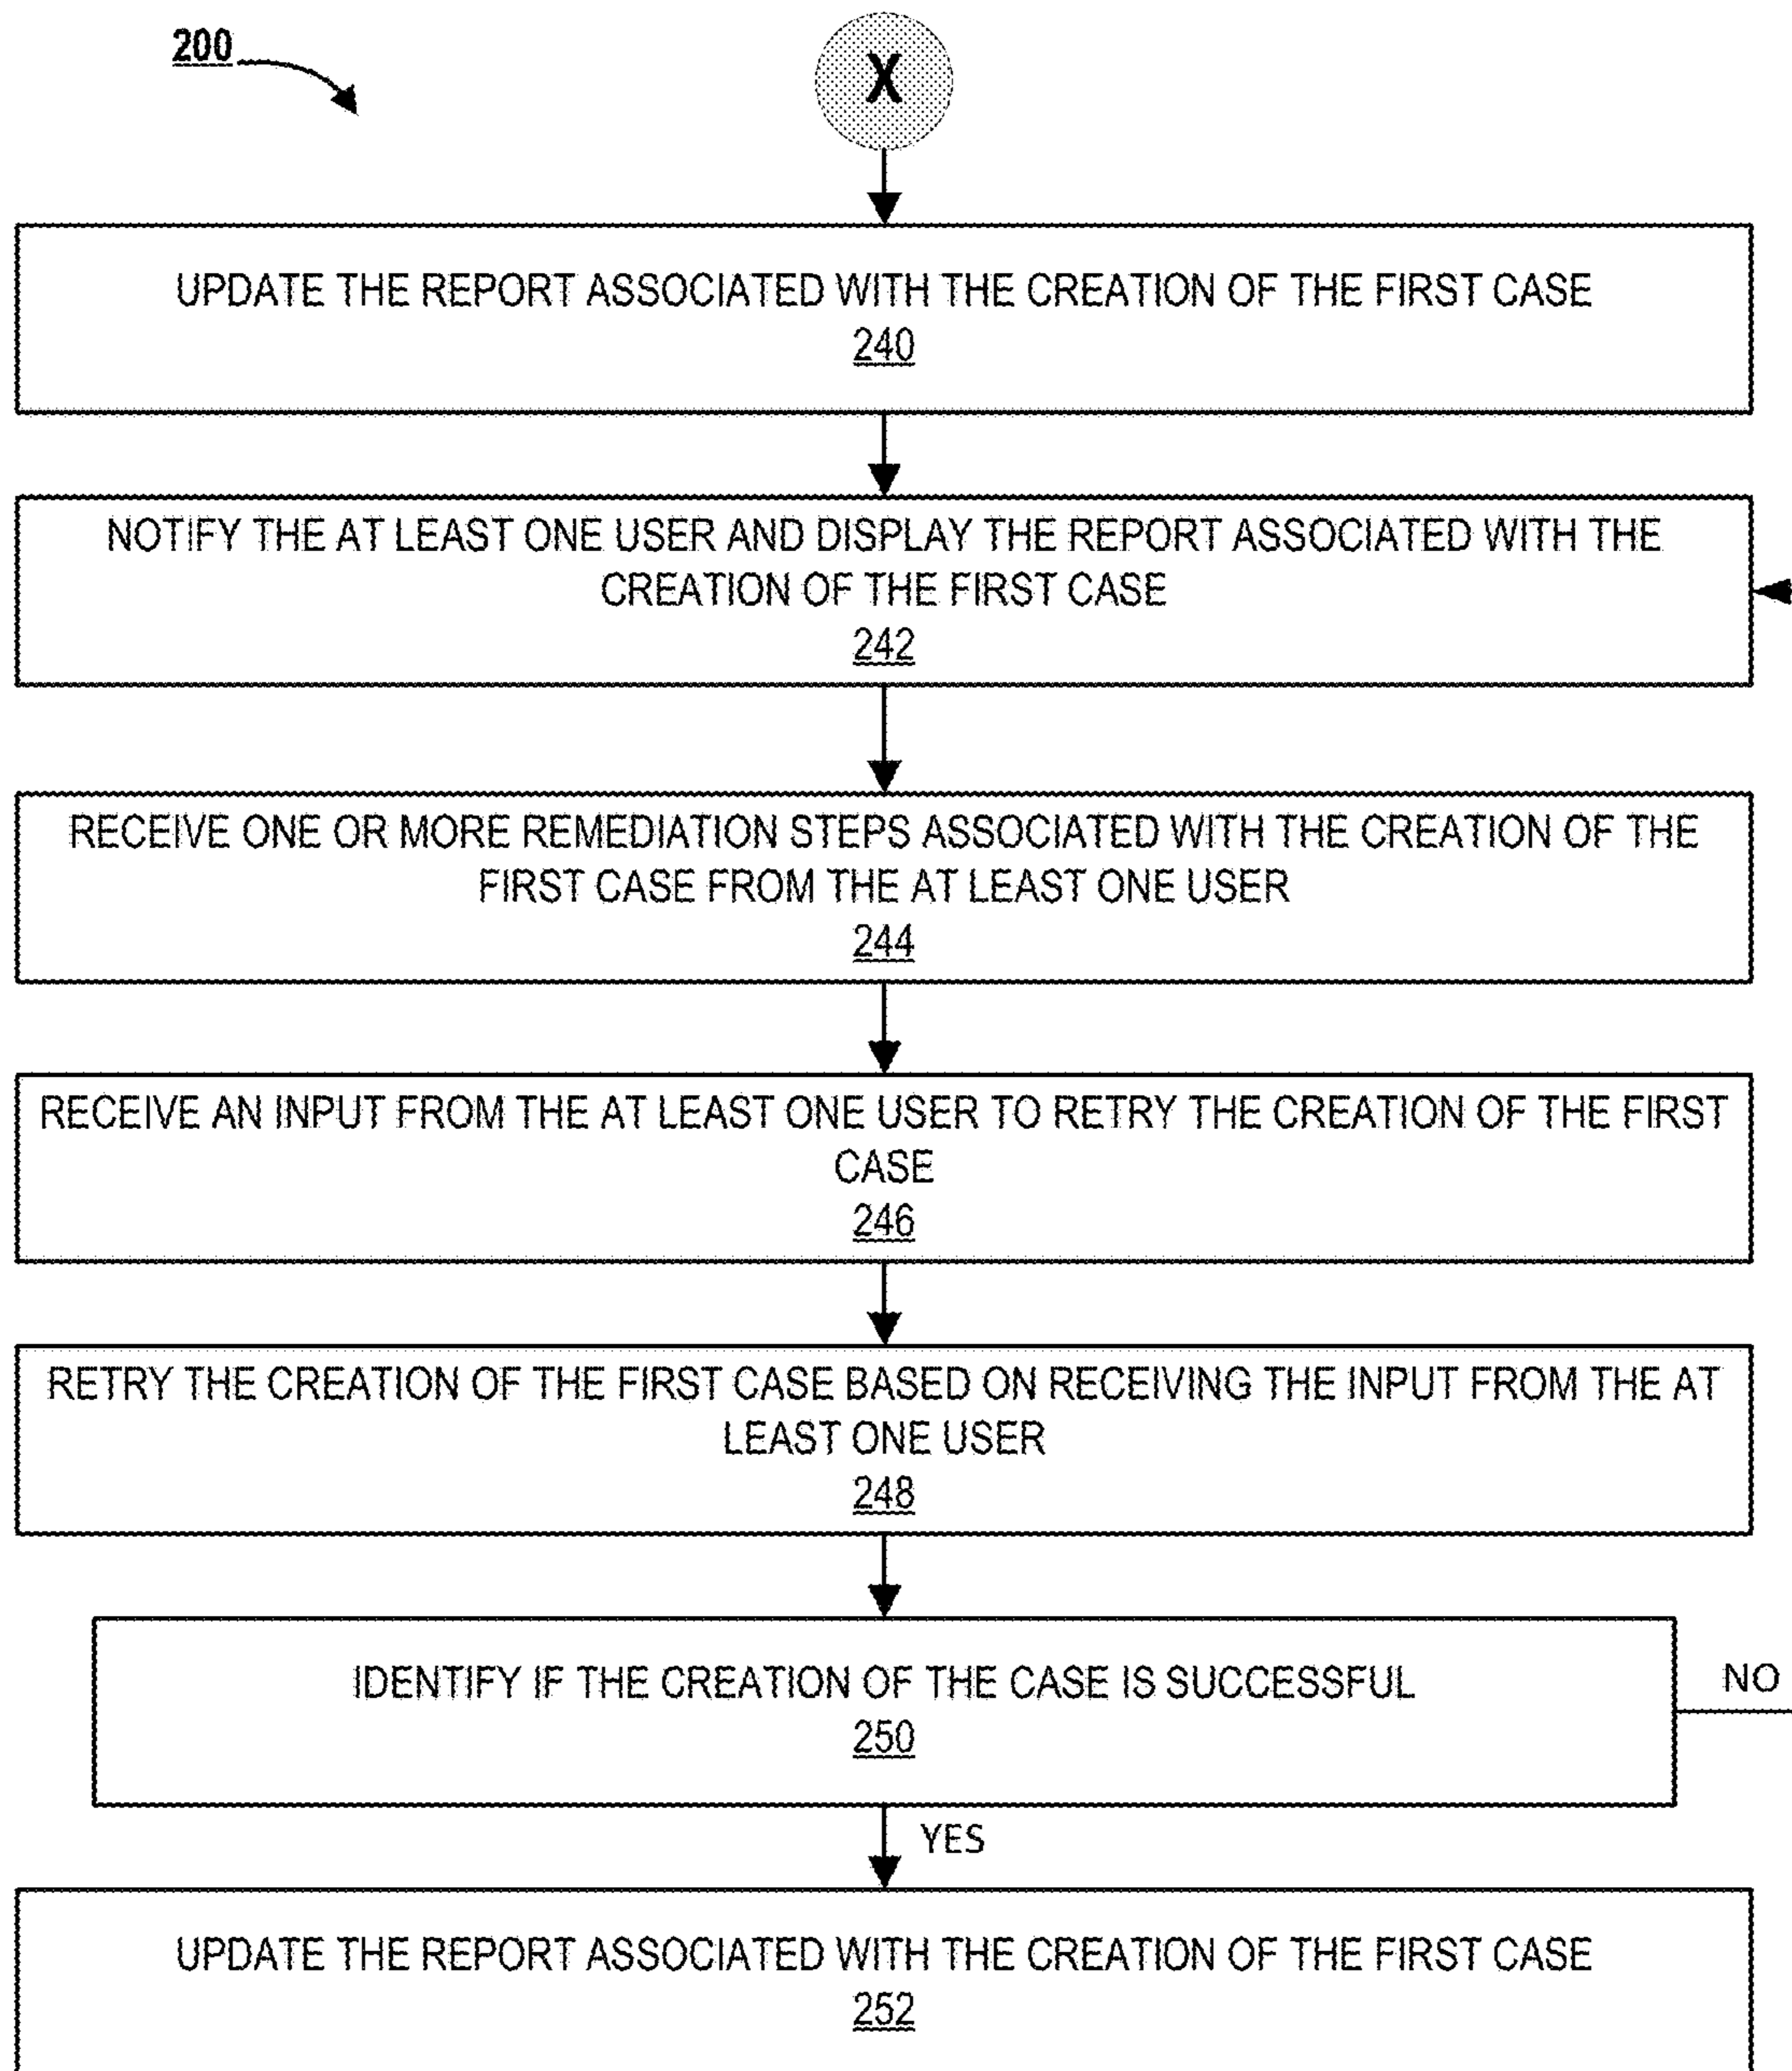 200
X
UPDATE THE REPORT ASSOCIATED WITH THE CREATION OF THE FIRST CASE
240
NOTIFY THE AT LEAST ONE USER AND DISPLAY THE REPORT ASSOCIATED WITH THE
CREATION OF THE FIRST CASE
242
RECEIVE ONE OR MORE REMEDIATION STEPS ASSOCIATED WITH THE CREATION OF THE
FIRST CASE FROM THE AT LEAST ONE USER
244
RECEIVE AN INPUT FROM THE AT LEAST ONE USER TO RETRY THE CREATION OF THE FIRST
CASE
246
RETRY THE CREATION OF THE FIRST CASE BASED ON RECEIVING THE INPUT FROM THE AT
LEAST ONE USER
248
IDENTIFY IF THE CREATION OF THE CASE IS SUCCESSFUL
250
NO
YES
UPDATE THE REPORT ASSOCIATED WITH THE CREATION OF THE FIRST CASE
252